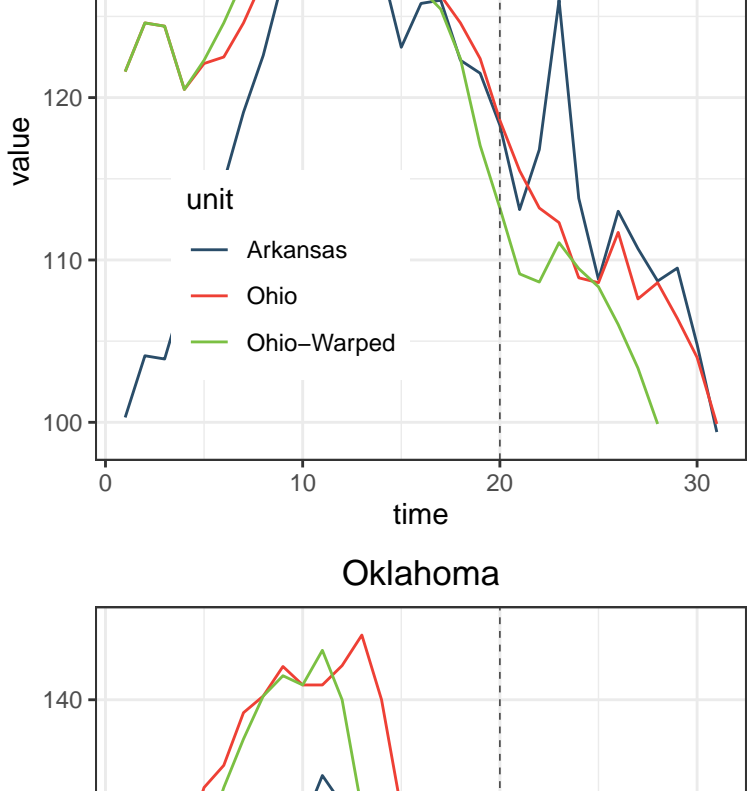 120
110
100
value
unit
Arkansas
Ohio
Ohio−Warped
0 10 20 30
time
Oklahoma
140